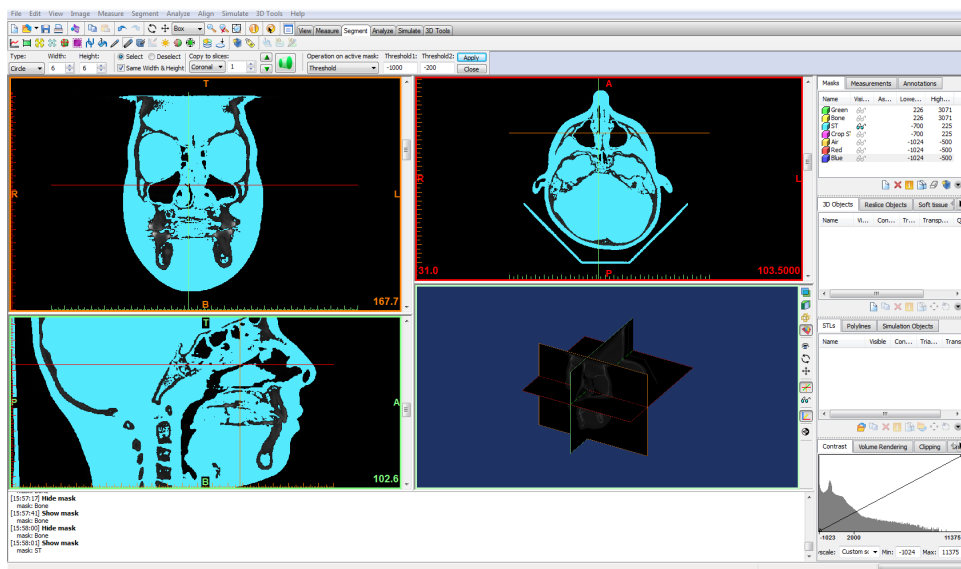 File Edit View Image Measure Segment Analyze Align Simulate 3D Tools Help
Box View Measure Segment Analyze Simulate 3D Tools
Type: Width: Height: Select Deselect Copy to slices: Operation on active mask: Threshold1: Threshold2: Apply
Circle 6 6 Same Width & Height Coronal 1 Threshold -1000 -200 Close
T
R
L
B
167.7
A
R
L
P
31.0
103.5000
T
P
A
B
102.6
Masks Measurements Annotations
Name Visi... As... Lowe... High...
Green 226 3071
Bone 226 3071
ST -700 225
Crop S -700 225
Air -1024 -500
Red -1024 -500
Blue -1024 -500
3D Objects Reslice Objects Soft tissue
Name Vi... Con... Tr... Transp... Q
STLs Polylines Simulation Objects
Name Visible Con... Tria... Trans
Contrast Volume Rendering Clipping
-1023 2000 11375
Custom sc Min: -1024 Max: 11375
mask: Bone
[15:57:17] Hide mask
mask: Bone
[15:57:41] Show mask
mask: Bone
[15:58:00] Hide mask
mask: Bone
[15:58:01] Show mask
mask: ST